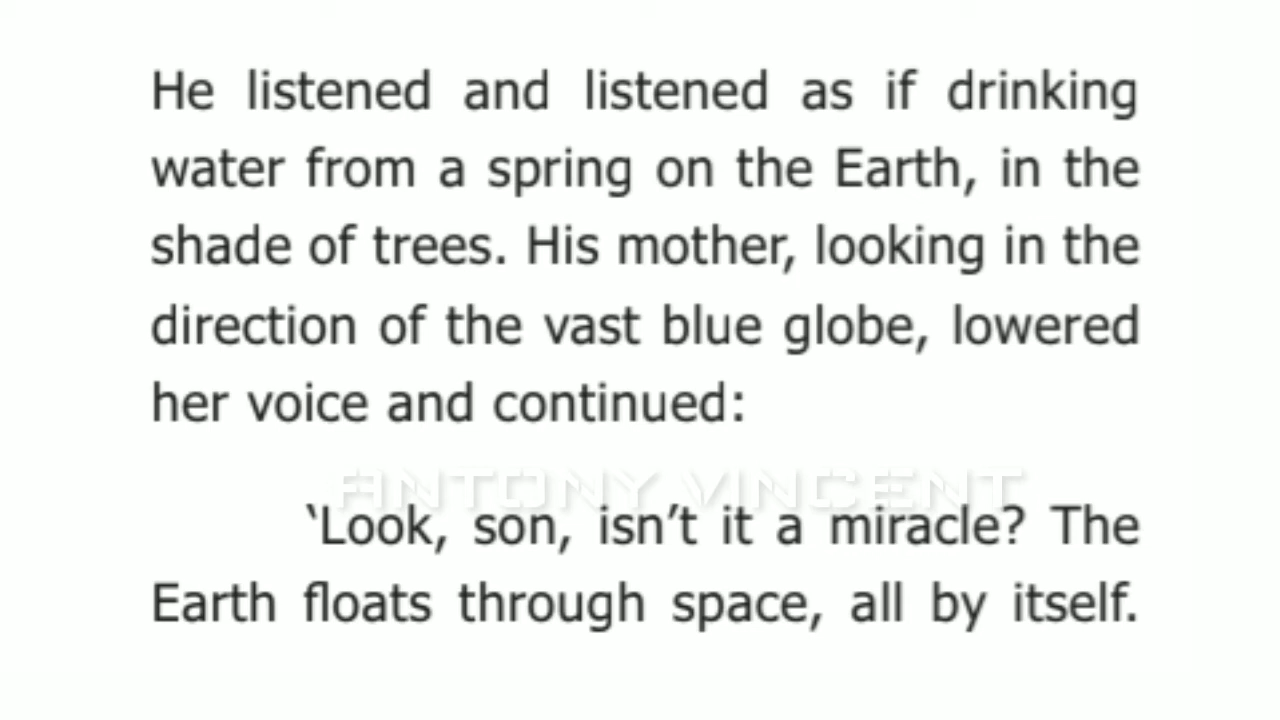 He listened and listened as if drinking
water from a spring on the Earth, in the
shade of trees. His mother, looking in the
direction of the vast blue globe, lowered
her voice and continued:
ANTONY VINCENT
‘Look, son, isn’t it a miracle? The
Earth floats through space, all by itself.